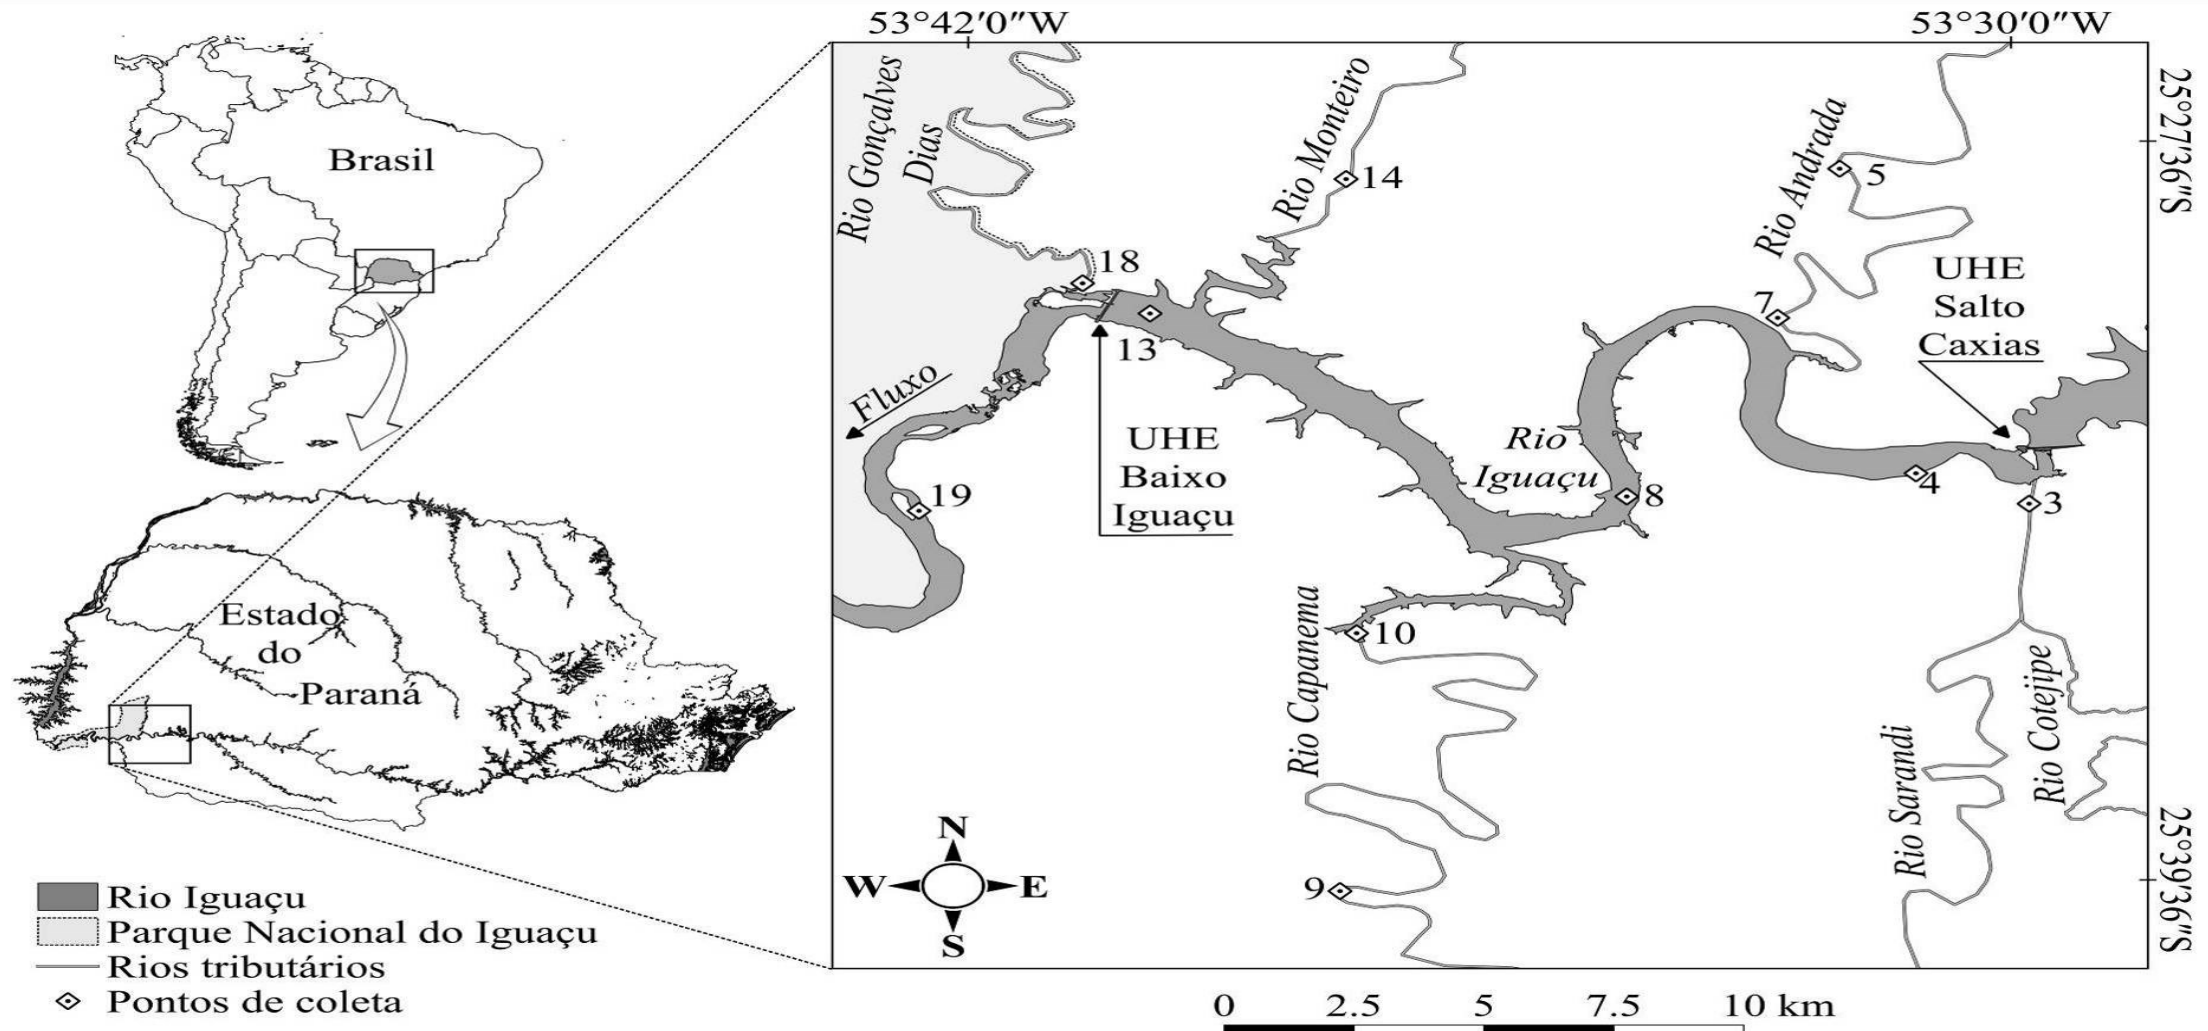 53°42′0″W
53°30′0″W
25°27′36″S
25°39′36″S
Brasil
Rio Gonçalves
Dias
Rio Monteiro
14
Rio Andrada
5
18
13
7
UHE
Salto
Caxias
Fluxo
UHE
Baixo
Iguaçu
Rio
Iguaçu
19
8
4
3
10
Rio Capanema
Rio Cotejipe
Rio Sarandi
9
Estado
do
Paraná
N
W
E
S
Rio Iguaçu
Parque Nacional do Iguaçu
Rios tributários
Pontos de coleta
0 2.5 5 7.5 10 km